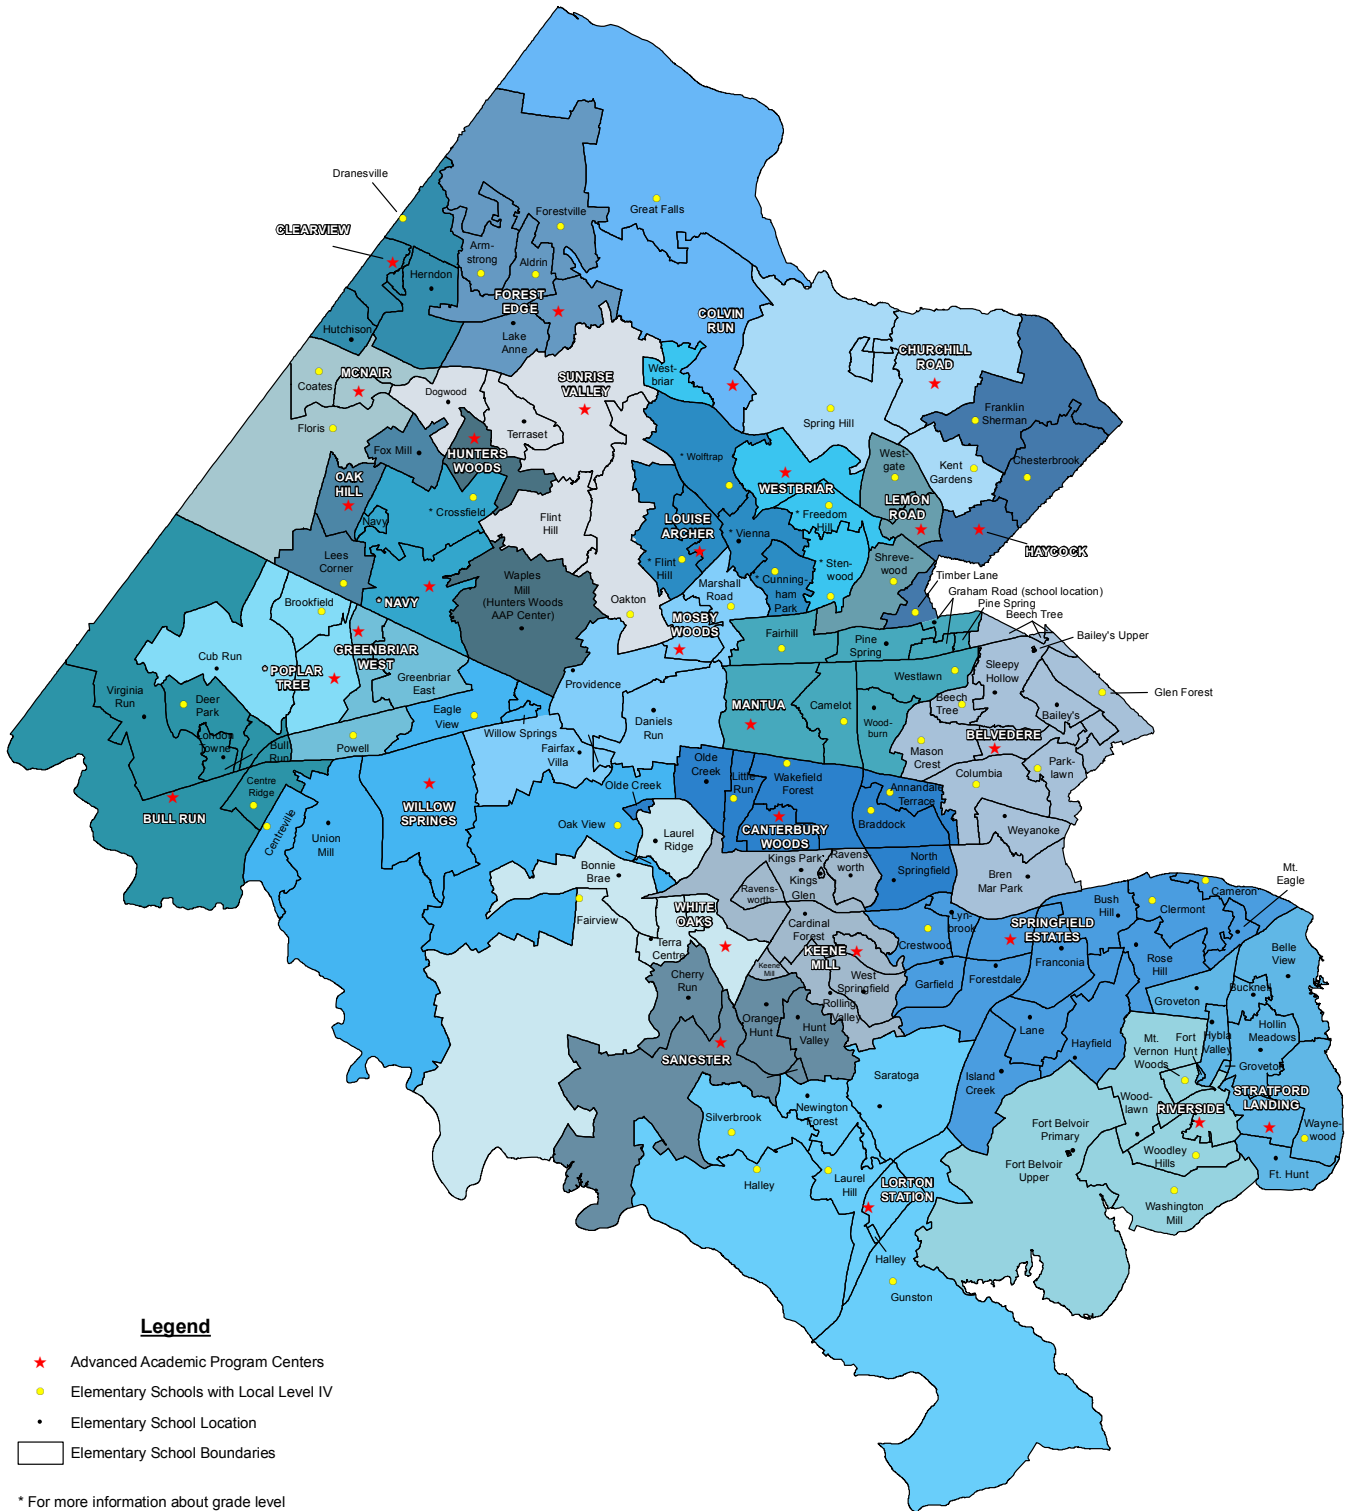 Dranesville
CLEARVIEW
Great Falls
Forestville
Arm-
strong
Aldrin
Herndon
FOREST
EDGE
COLVIN
RUN
Hutchison
Lake
Anne
CHURCHILL
ROAD
West-
briar
MCNAIR
Coates
SUNRISE
VALLEY
Dogwood
Franklin
Sherman
Spring Hill
Floris
Terraset
Fox Mill
HUNTERS
WOODS
* Wolftrap
West-
gate
Kent
Gardens
Chesterbrook
OAK
HILL
WESTBRIAR
* Crossfield
LEMON
ROAD
Navy
Flint
Hill
LOUISE
ARCHER
* Freedom
Hill
* Vienna
HAYCOCK
Lees
Corner
* Flint
Hill
* Sten-
wood
Shreve-
wood
Waples
Mill
(Hunters Woods
AAP Center)
Marshall
Road
* Cunning-
ham
Park
Timber Lane
Graham Road (school location)
Pine Spring
Beech Tree
Bailey's Upper
* NAVY
Brookfield
Oakton
MOSBY
WOODS
Fairhill
Pine
Spring
GREENBRIAR
WEST
Cub Run
* POPLAR
TREE
Greenbriar
East
Providence
Westlawn
Sleepy
Hollow
Glen Forest
Virginia
Run
Deer
Park
Eagle
View
Daniels
Run
MANTUA
Camelot
Wood-
burn
Beech
Tree
Bailey's
London
Towne
Bull
Run
Powell
Willow Springs
Fairfax
Villa
Mason
Crest
BELVEDERE
Park-
lawn
Centre
Ridge
Olde
Creek
Little
Run
Wakefield
Forest
Columbia
Annandale
Terrace
WILLOW
SPRINGS
Olde Creek
BULL RUN
Centreville
Union
Mill
Oak View
CANTERBURY
WOODS
Braddock
Weyanoke
Laurel
Ridge
Bonnie
Brae
Kings Park
Kings
Glen
Ravens
worth
North
Springfield
Bren
Mar Park
Ravens-
worth
Mt.
Eagle
Cameron
Fairview
WHITE
OAKS
Cardinal
Forest
Lyn-
brook
SPRINGFIELD
ESTATES
Bush
Hill
Clermont
Crestwood
Terra
Centre
KEENE
MILL
Keene
Mill
Franconia
Rose
Hill
Belle
View
Cherry
Run
West
Springfield
Garfield
Forestdale
Groveton
Bucknell
Rolling
Valley
Orange
Hunt
Hunt
Valley
Lane
Hayfield
Mt.
Vernon
Woods
Fort
Hunt
Hybla
Valley
Hollin
Meadows
SANGSTER
Saratoga
Island
Creek
Groveton
STRATFORD
LANDING
Silverbrook
Newington
Forest
Wood-
lawn
RIVERSIDE
Wayne-
wood
Fort Belvoir
Primary
Fort Belvoir
Upper
Woodley
Hills
Halley
Laurel
Hill
LORTON
STATION
Ft. Hunt
Washington
Mill
Halley
Gunston
Legend
Advanced Academic Program Centers
Elementary Schools with Local Level IV
Elementary School Location
Elementary School Boundaries
* For more information about grade level